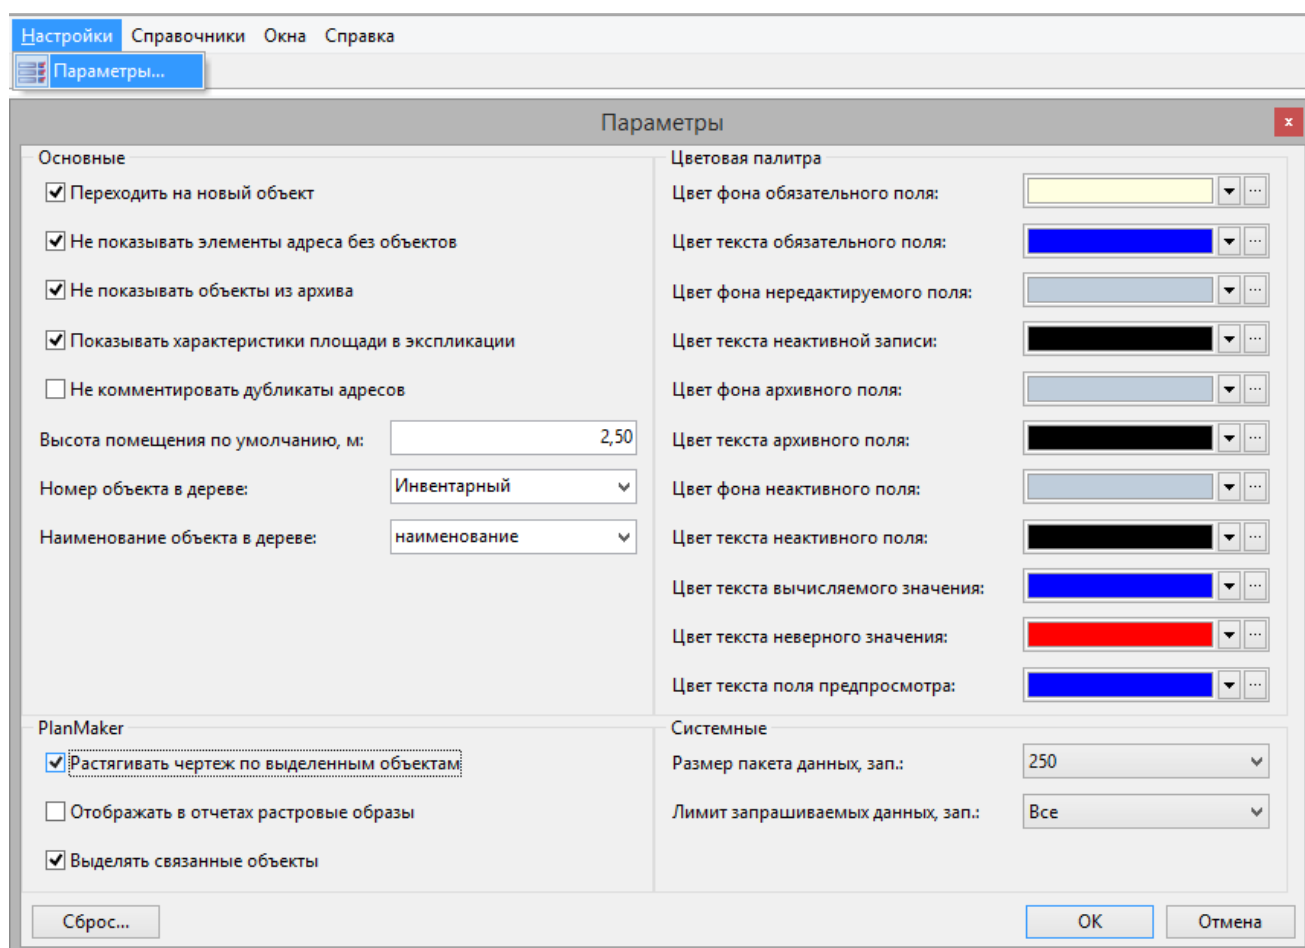 Настройки Справочники Окна Справка
Параметры...
Параметры
x
Основные
Переходить на новый объект
Не показывать элементы адреса без объектов
Не показывать объекты из архива
Показывать характеристики площади в экспликации
Не комментировать дубликаты адресов
Высота помещения по умолчанию, м: 2,50
Номер объекта в дереве: Инвентарный
Наименование объекта в дереве: наименование
Цветовая палитра
Цвет фона обязательного поля: ...
Цвет текста обязательного поля: ...
Цвет фона нередактируемого поля: ...
Цвет текста неактивной записи: ...
Цвет фона архивного поля: ...
Цвет текста архивного поля: ...
Цвет фона неактивного поля: ...
Цвет текста неактивного поля: ...
Цвет текста вычисляемого значения: ...
Цвет текста неверного значения: ...
Цвет текста поля предпросмотра: ...
PlanMaker
Растягивать чертеж по выделенным объектам
Отображать в отчетах растровые образы
Выделять связанные объекты
Системные
Размер пакета данных, зап.: 250
Лимит запрашиваемых данных, зап.: Все
Сброс... ОК Отмена